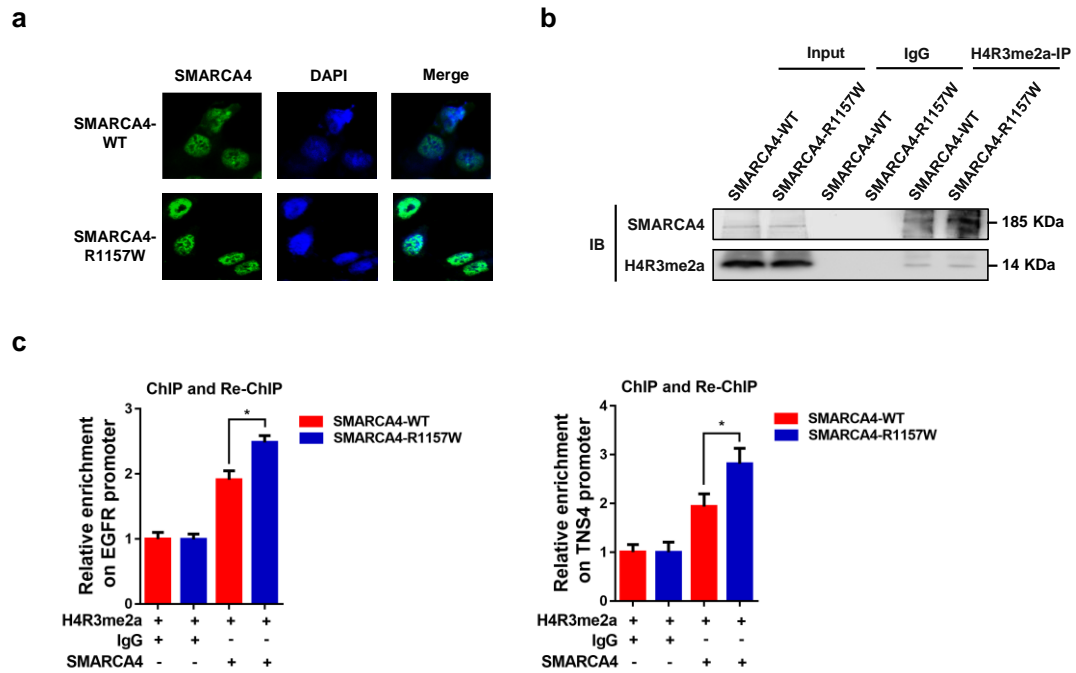 a
SMARCA4 DAPI Merge
SMARCA4-
WT
SMARCA4-
R1157W
b
Input IgG H4R3me2a-IP
SMARCA4-WT
SMARCA4-R1157W
SMARCA4-WT
SMARCA4-R1157W
SMARCA4-WT
SMARCA4-R1157W
IB
SMARCA4 185 KDa
H4R3me2a 14 KDa
c
ChIP and Re-ChIP
Relative enrichment
on EGFR promoter
3
2
1
0
*
SMARCA4-WT
SMARCA4-R1157W
H4R3me2a + + + +
IgG + + - -
SMARCA4 - - + +
ChIP and Re-ChIP
Relative enrichment
on TNS4 promoter
4
3
2
1
0
*
SMARCA4-WT
SMARCA4-R1157W
H4R3me2a + + + +
IgG + + - -
SMARCA4 - - + +